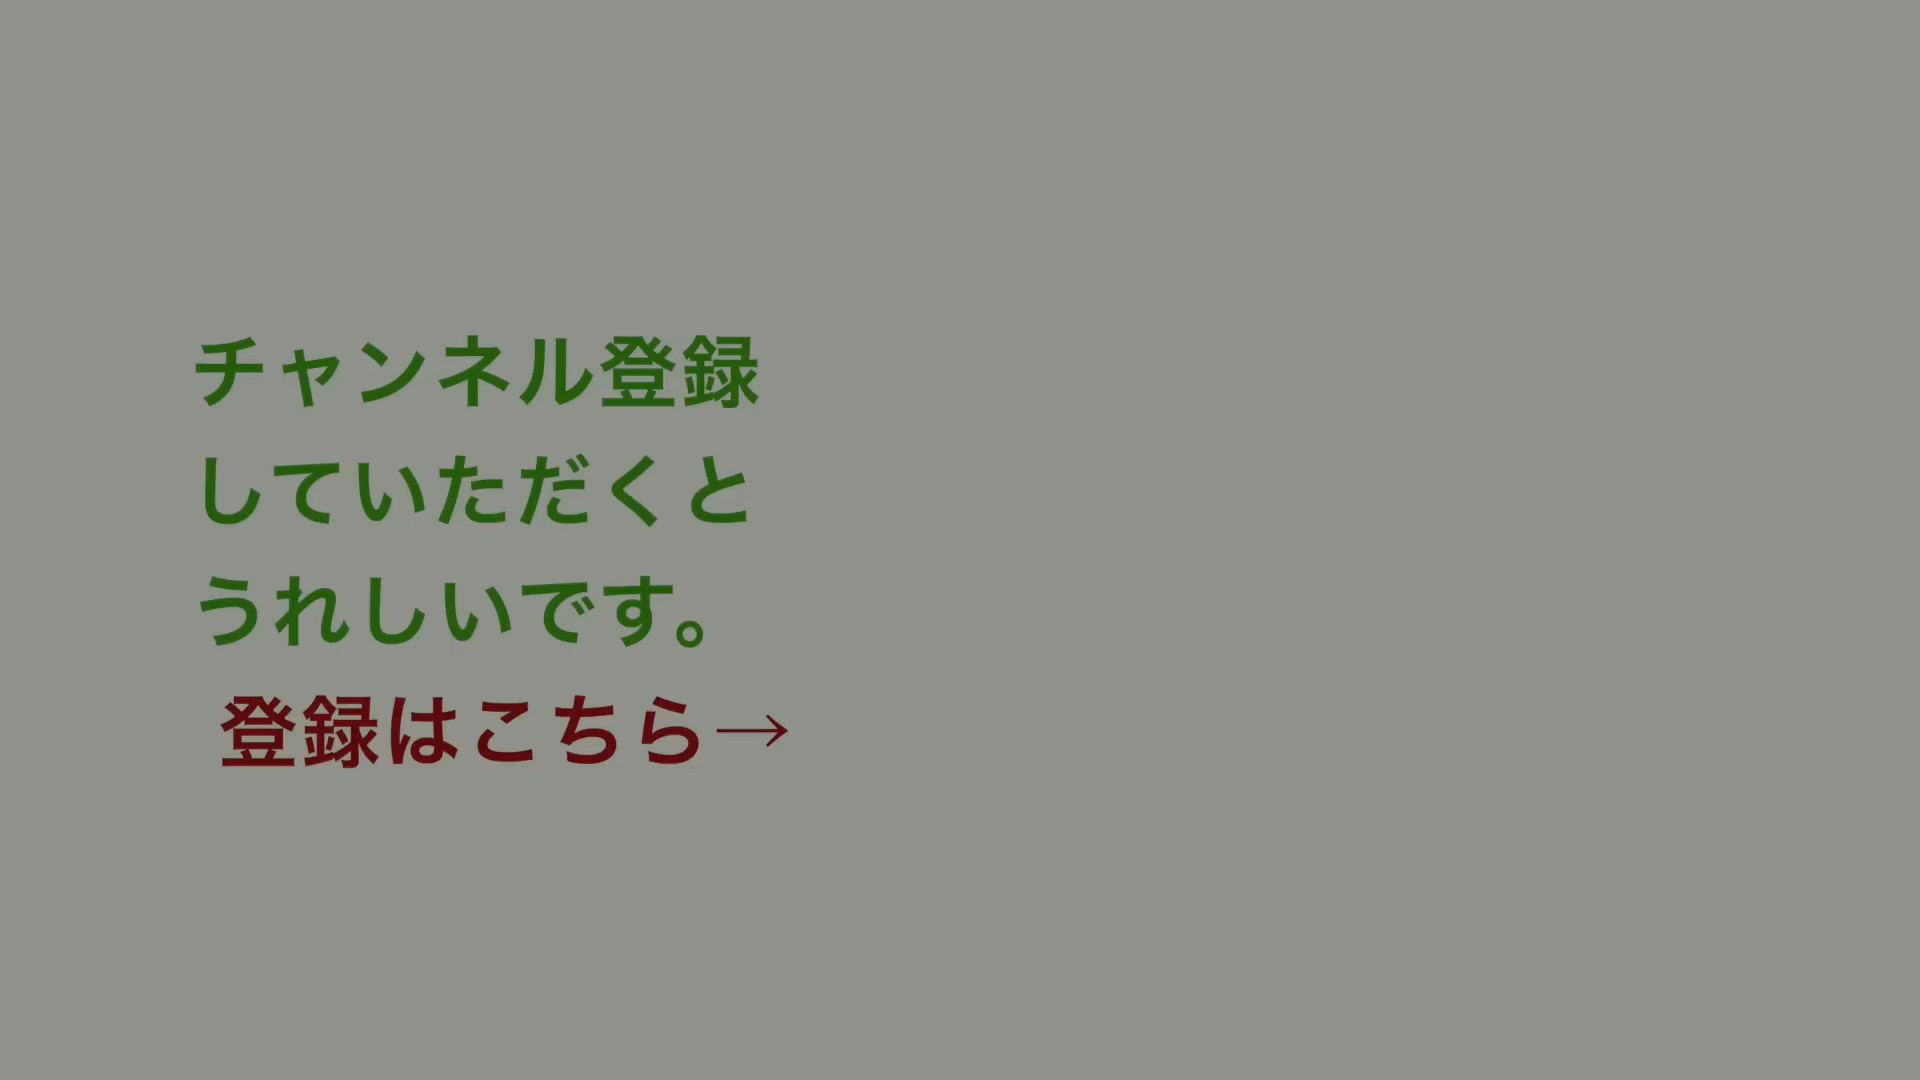 チャンネル登録
していただくと
うれしいです。
登録はこちら→